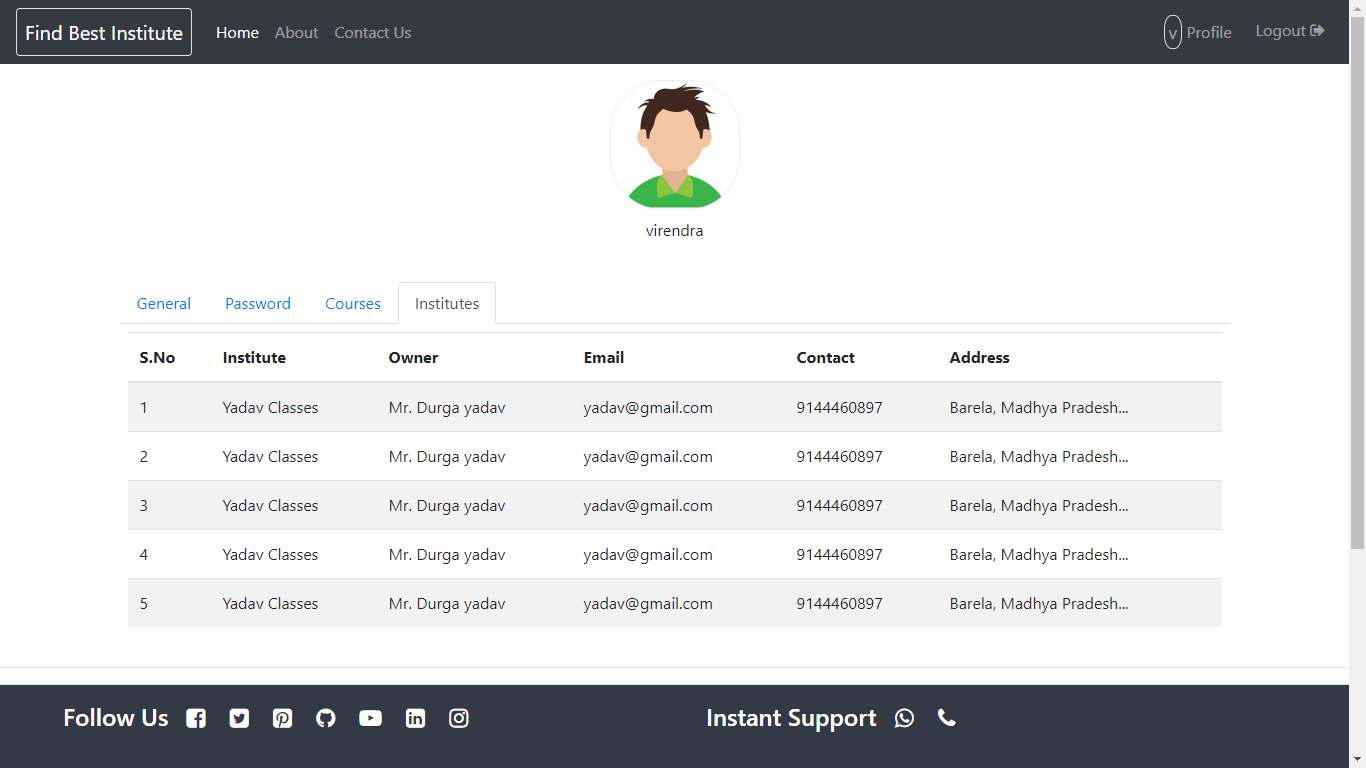 Find Best Institute Home About Contact Us v Profile Logout
virendra
General Password Courses Institutes
S.No Institute Owner Email Contact Address
1 Yadav Classes Mr. Durga yadav yadav@gmail.com 9144460897 Barela, Madhya Pradesh...
2 Yadav Classes Mr. Durga yadav yadav@gmail.com 9144460897 Barela, Madhya Pradesh...
3 Yadav Classes Mr. Durga yadav yadav@gmail.com 9144460897 Barela, Madhya Pradesh...
4 Yadav Classes Mr. Durga yadav yadav@gmail.com 9144460897 Barela, Madhya Pradesh...
5 Yadav Classes Mr. Durga yadav yadav@gmail.com 9144460897 Barela, Madhya Pradesh...
Follow Us Instant Support